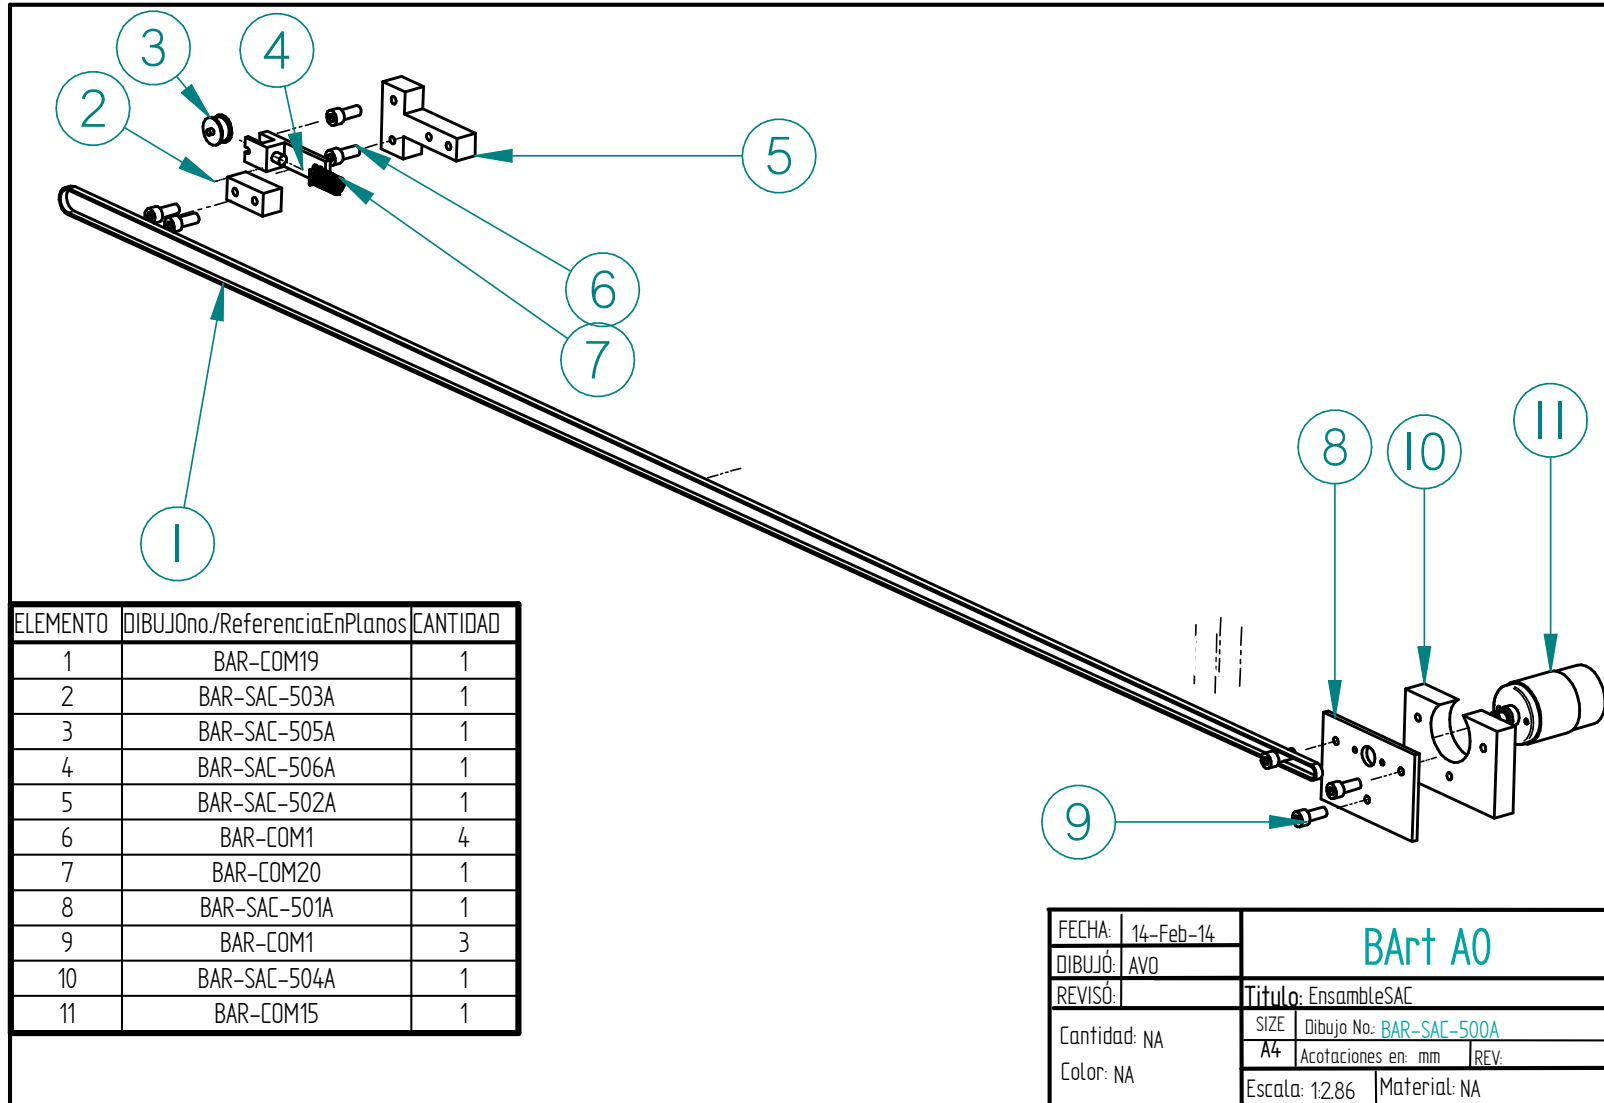 3
4
2
5
6
7
1
8
10
11
9
ELEMENTO DIBUJOno./ReferenciaEnPlanos CANTIDAD
1 BAR-COM19 1
2 BAR-SAC-503A 1
3 BAR-SAC-505A 1
4 BAR-SAC-506A 1
5 BAR-SAC-502A 1
6 BAR-COM1 4
7 BAR-COM20 1
8 BAR-SAC-501A 1
9 BAR-COM1 3
10 BAR-SAC-504A 1
11 BAR-COM15 1
FECHA: 14-Feb-14
DIBUJÓ: AVO
REVISÓ:
Cantidad: NA
Color: NA
BArt A0
Titulo: EnsambleSAC
SIZE Dibujo No.: BAR-SAC-500A
A4 Acotaciones en: mm REV:
Escala: 1:2.86 Material: NA